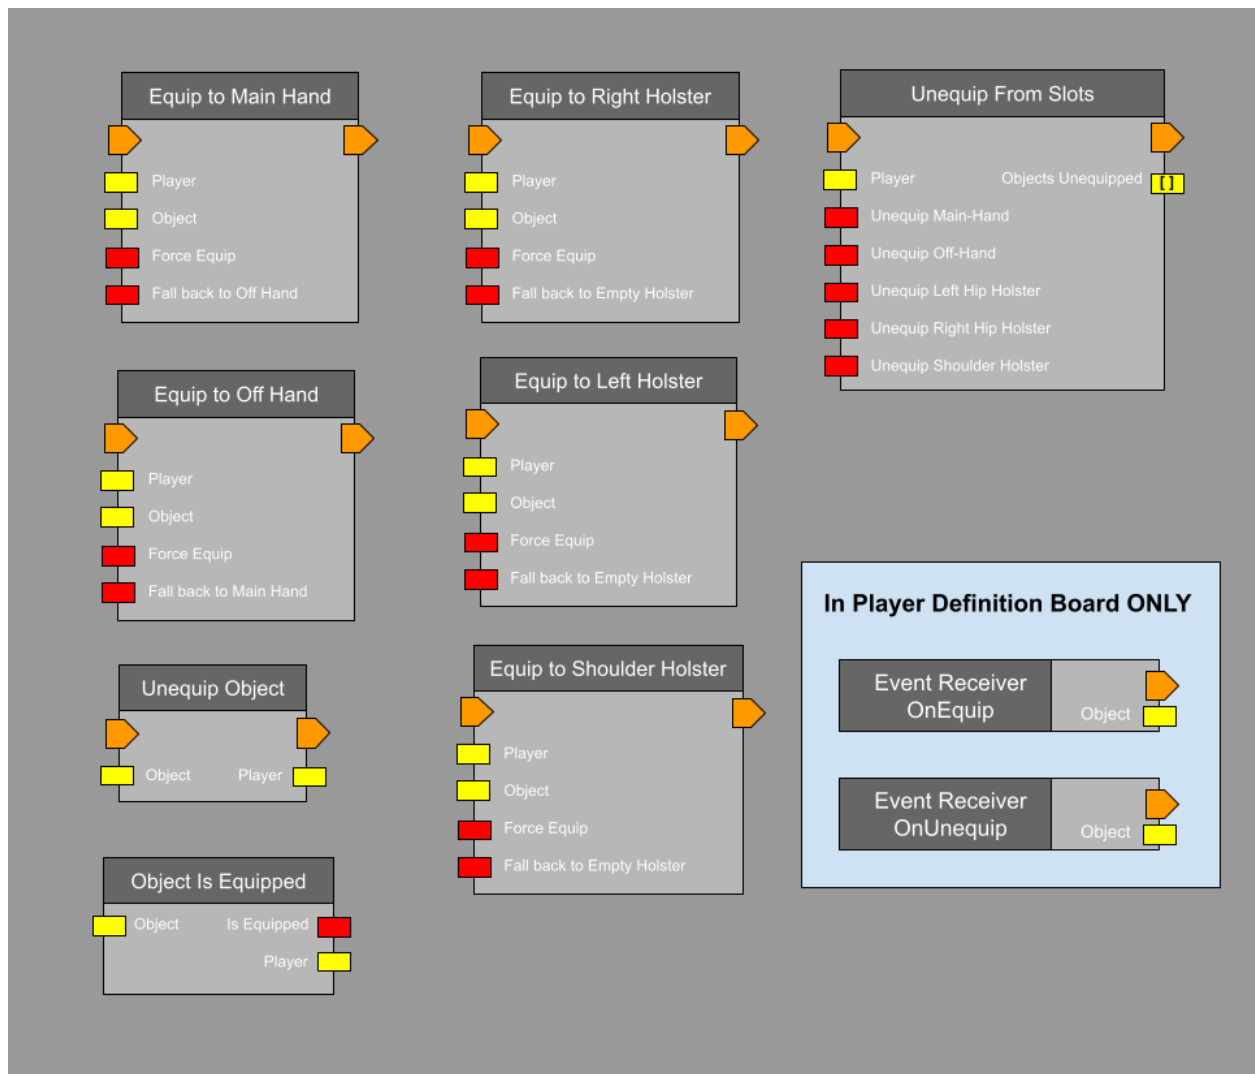 Equip to Main Hand
Player
Object
Force Equip
Fall back to Off Hand
Equip to Off Hand
Player
Object
Force Equip
Fall back to Main Hand
Unequip Object
Object Player
Object Is Equipped
Object Is Equipped
Player
Equip to Right Holster
Player
Object
Force Equip
Fall back to Empty Holster
Equip to Left Holster
Player
Object
Force Equip
Fall back to Empty Holster
Equip to Shoulder Holster
Player
Object
Force Equip
Fall back to Empty Holster
Unequip From Slots
Player Objects Unequipped []
Unequip Main-Hand
Unequip Off-Hand
Unequip Left Hip Holster
Unequip Right Hip Holster
Unequip Shoulder Holster
In Player Definition Board ONLY
Event Receiver
OnEquip
Object
Event Receiver
OnUnequip
Object